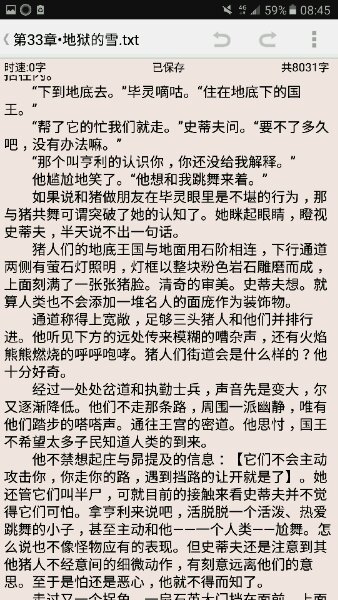 4G 59% 08:45
第33章•地狱的雪.txt
时速:0字 已保存 共8031字
“下到地底去。”毕灵嘀咕。“住在地底下的国
王。”
“帮了它的忙我们就走。”史蒂夫问。“要不了多久
吧，没有办法嘛。”
“那个叫亨利的认识你，你还没给我解释。”
他尴尬地笑了。“他想和我跳舞来着。”
如果说和猪做朋友在毕灵眼里是不堪的行为，那
与猪共舞可谓突破了她的认知了。她眯起眼睛，瞪视
史蒂夫，半天说不出一句话。
猪人们的地底王国与地面用石阶相连，下行通道
两侧有萤石灯照明，灯框以整块粉色岩石雕磨而成，
上面刻满了一张张猪脸。清奇的审美。史蒂夫想。就
算人类也不会添加一堆名人的面庞作为装饰物。
通道称得上宽敞，足够三头猪人和他们并排行
进。他听见下方的远处传来模糊的嘈杂声，还有火焰
熊熊燃烧的呼呼咆哮。猪人们街道会是什么样的？他
十分好奇。
经过一处处岔道和执勤士兵，声音先是变大，尔
又逐渐降低。他们不走那条路，周围一派幽静，唯有
他们踏步的嗒嗒声。通往王宫的密道。他思忖，国王
不希望太多子民知道人类的到来。
他不禁想起庄与昴提及的信息：【它们不会主动
攻击你，你走你的路，遇到挡路的让开就是了】。她
还管它们叫半尸，可就目前的接触来看史蒂夫并不觉
得它们可怕。拿亨利来说吧，活脱脱一个活泼、热爱
跳舞的小子，甚至主动和他——一个人类——尬舞。怎
么说也不像怪物应有的表现。但史蒂夫还是注意到其
他猪人不经意间的细微动作，有刻意远离他们的意
思。至于是怕还是恶心，他就不得而知了。